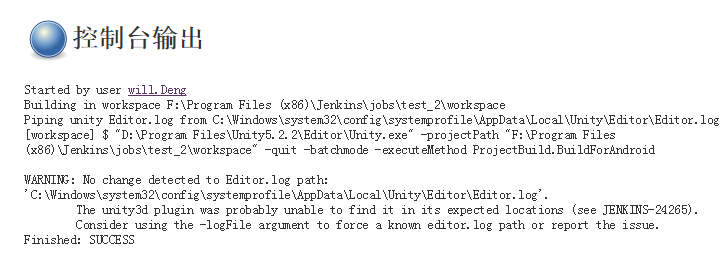 控制台输出
Started by user will.Deng
Building in workspace F:\Program Files (x86)\Jenkins\jobs\test_2\workspace
Piping unity Editor.log from C:\Windows\system32\config\systemprofile\AppData\Local\Unity\Editor\Editor.log
[workspace] $ "D:\Program Files\Unity5.2.2\Editor\Unity.exe" -projectPath "F:\Program Files
(x86)\Jenkins\jobs\test_2\workspace" -quit -batchmode -executeMethod ProjectBuild.BuildForAndroid
WARNING: No change detected to Editor.log path:
'C:\Windows\system32\config\systemprofile\AppData\Local\Unity\Editor\Editor.log'.
The unity3d plugin was probably unable to find it in its expected locations (see JENKINS-24265).
Consider using the -logFile argument to force a known editor.log path or report the issue.
Finished: SUCCESS